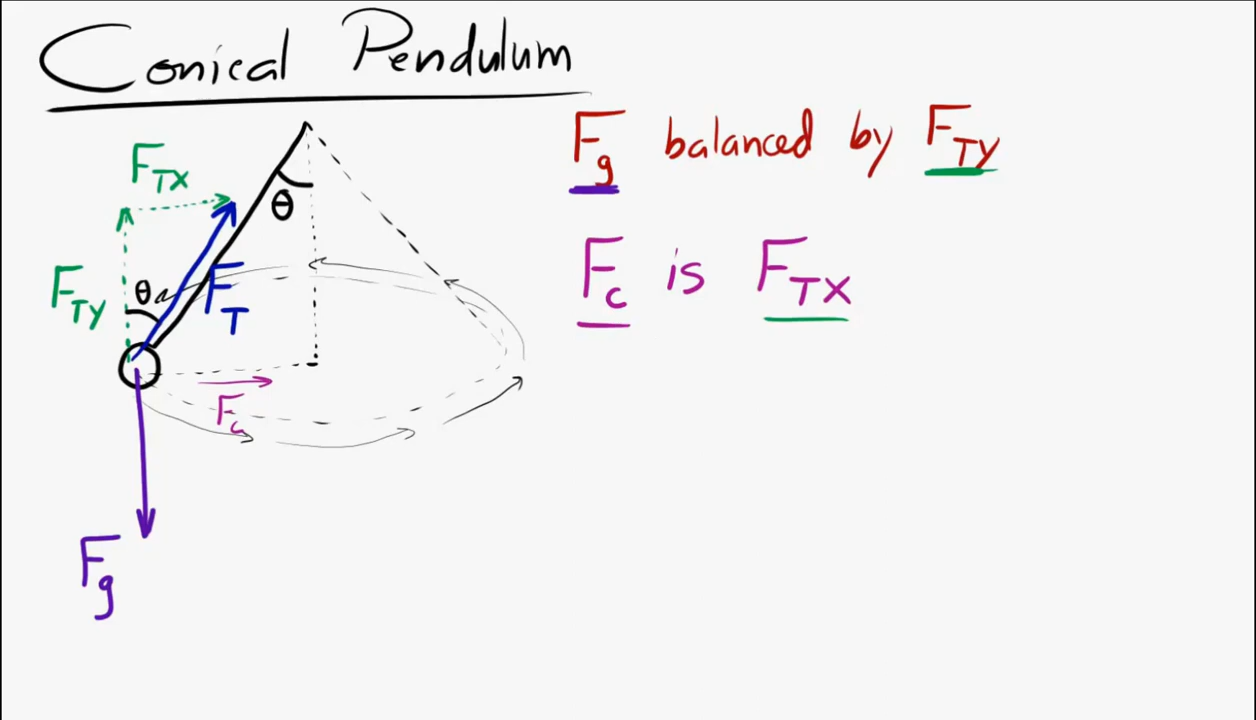 Conical Pendulum
Fg balanced by FTy
FTX
θ
Fc is FTX
FTy
θ
FT
Fc
Fg